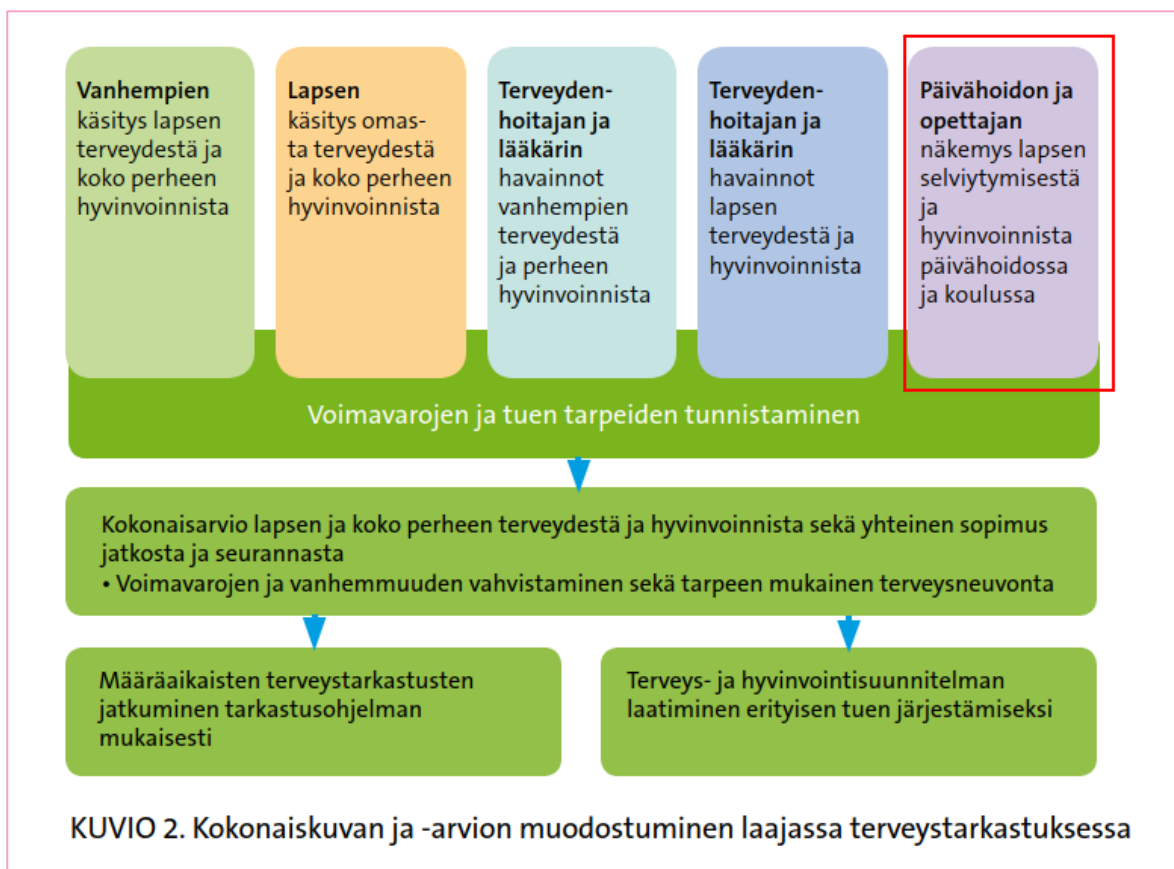 Vanhempien
käsitys lapsen
terveydestä ja
koko perheen
hyvinvoinnista
Lapsen
käsitys omas-
ta terveydestä
ja koko perheen
hyvinvoinnista
Terveyden-
hoitajan ja
lääkärin
havainnot
vanhempien
terveydestä
ja perheen
hyvinvoinnista
Terveyden-
hoitajan ja
lääkärin
havainnot
lapsen
terveydestä ja
hyvinvoinnista
Päivähoidon ja
opettajan
näkemys lapsen
selviytymisestä
ja
hyvinvoinnista
päivähoidossa
ja koulussa
Voimavarojen ja tuen tarpeiden tunnistaminen
Kokonaisarvio lapsen ja koko perheen terveydestä ja hyvinvoinnista sekä yhteinen sopimus
jatkosta ja seurannasta
• Voimavarojen ja vanhemmuuden vahvistaminen sekä tarpeen mukainen terveysneuvonta
Määräaikaisten terveystarkastusten
jatkuminen tarkastusohjelman
mukaisesti
Terveys- ja hyvinvointisuunnitelman
laatiminen erityisen tuen järjestämiseksi
KUVIO 2. Kokonaiskuvan ja -arvion muodostuminen laajassa terveystarkastuksessa